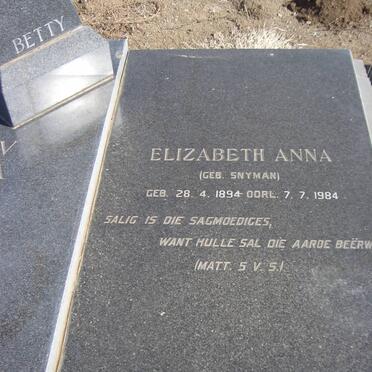 BETTY
ELIZABETH ANNA
(GEB. SNYMAN)
GEB. 28. 4. 1894 OORL. 7. 7. 1984
SALIG IS DIE SAGMOEDIGES,
WANT HULLE SAL DIE AARDE BEËRW
(MATT. 5 V. 5.)